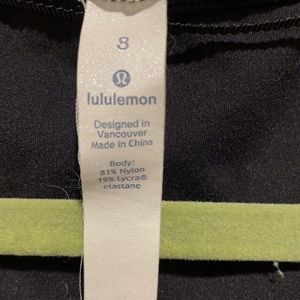 8
lululemon
Designed in
Vancouver
Made in China
Body:
81% Nylon
19% Lycra®
elastane